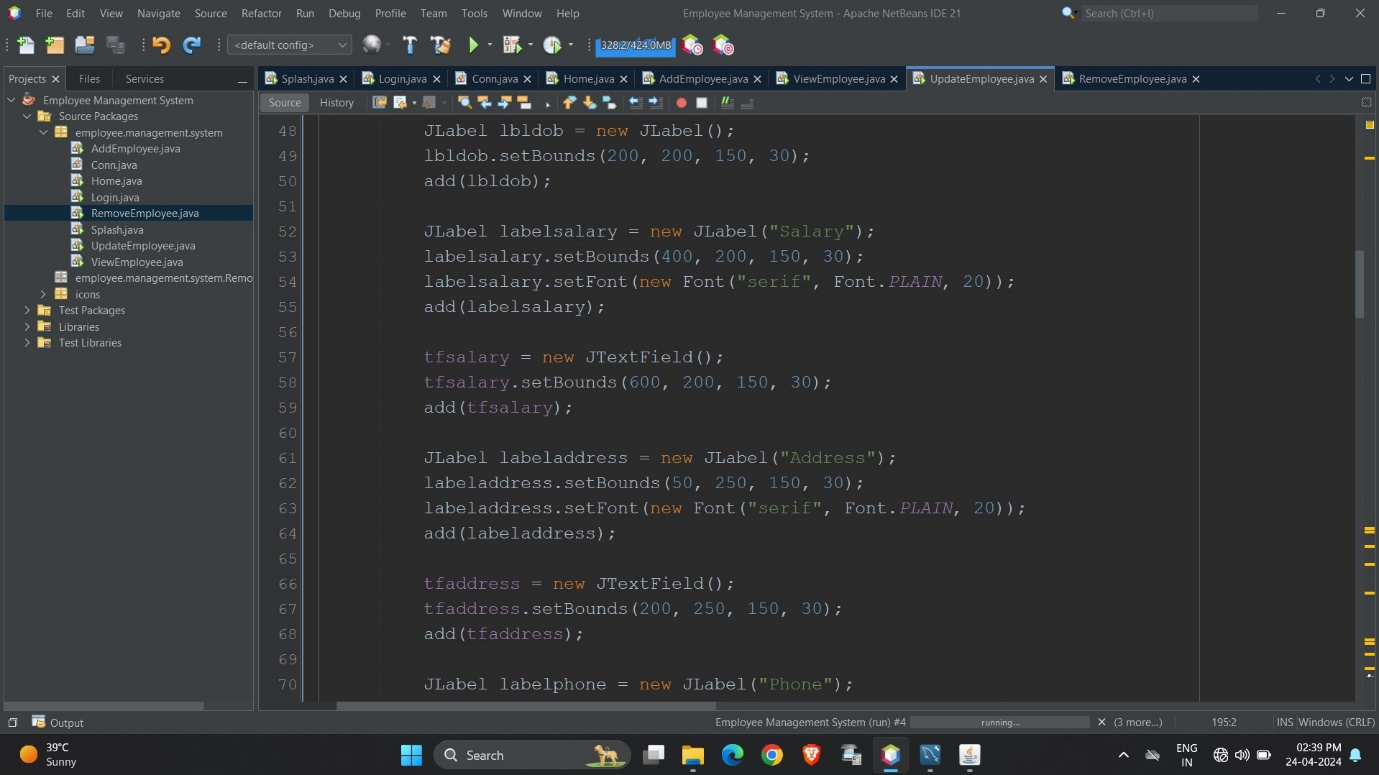 File Edit View Navigate Source Refactor Run Debug Profile Team Tools Window Help
Employee Management System - Apache NetBeans IDE 21
Search (Ctrl+I)
<default config>
328.2/424.0MB
Projects Files Services
Splash.java Login.java Conn.java Home.java AddEmployee.java ViewEmployee.java UpdateEmployee.java RemoveEmployee.java
Source History
Employee Management System
Source Packages
employee.management.system
AddEmployee.java
Conn.java
Home.java
Login.java
RemoveEmployee.java
Splash.java
UpdateEmployee.java
ViewEmployee.java
employee.management.system.Remo
icons
Test Packages
Libraries
Test Libraries
48 JLabel lbldob = new JLabel();
49 lbldob.setBounds(200, 200, 150, 30);
50 add(lbldob);
51
52 JLabel labelsalary = new JLabel("Salary");
53 labelsalary.setBounds(400, 200, 150, 30);
54 labelsalary.setFont(new Font("serif", Font.PLAIN, 20));
55 add(labelsalary);
56
57 tfsalary = new JTextField();
58 tfsalary.setBounds(600, 200, 150, 30);
59 add(tfsalary);
60
61 JLabel labeladdress = new JLabel("Address");
62 labeladdress.setBounds(50, 250, 150, 30);
63 labeladdress.setFont(new Font("serif", Font.PLAIN, 20));
64 add(labeladdress);
65
66 tfaddress = new JTextField();
67 tfaddress.setBounds(200, 250, 150, 30);
68 add(tfaddress);
69
70 JLabel labelphone = new JLabel("Phone");
Output
Employee Management System (run) #4 running... (3 more...) 195:2 INS Windows (CRLF)
39°C
Sunny
Search
ENG
IN
02:39 PM
24-04-2024